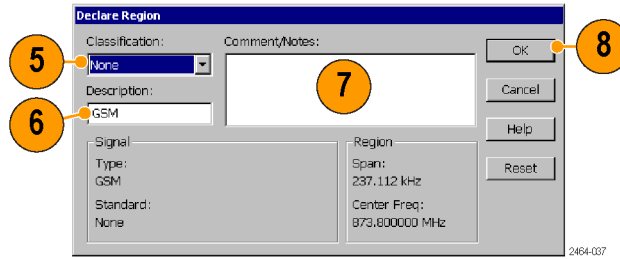 Declare Region
Classification:
None
Comment/Notes:
Description:
GSM
OK
Cancel
Help
Reset
Signal
Type:
GSM
Standard:
None
Region
Span:
237.112 kHz
Center Freq:
873.800000 MHz
5
6
7
8
2464-037